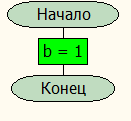 Начало
b = 1
Конец